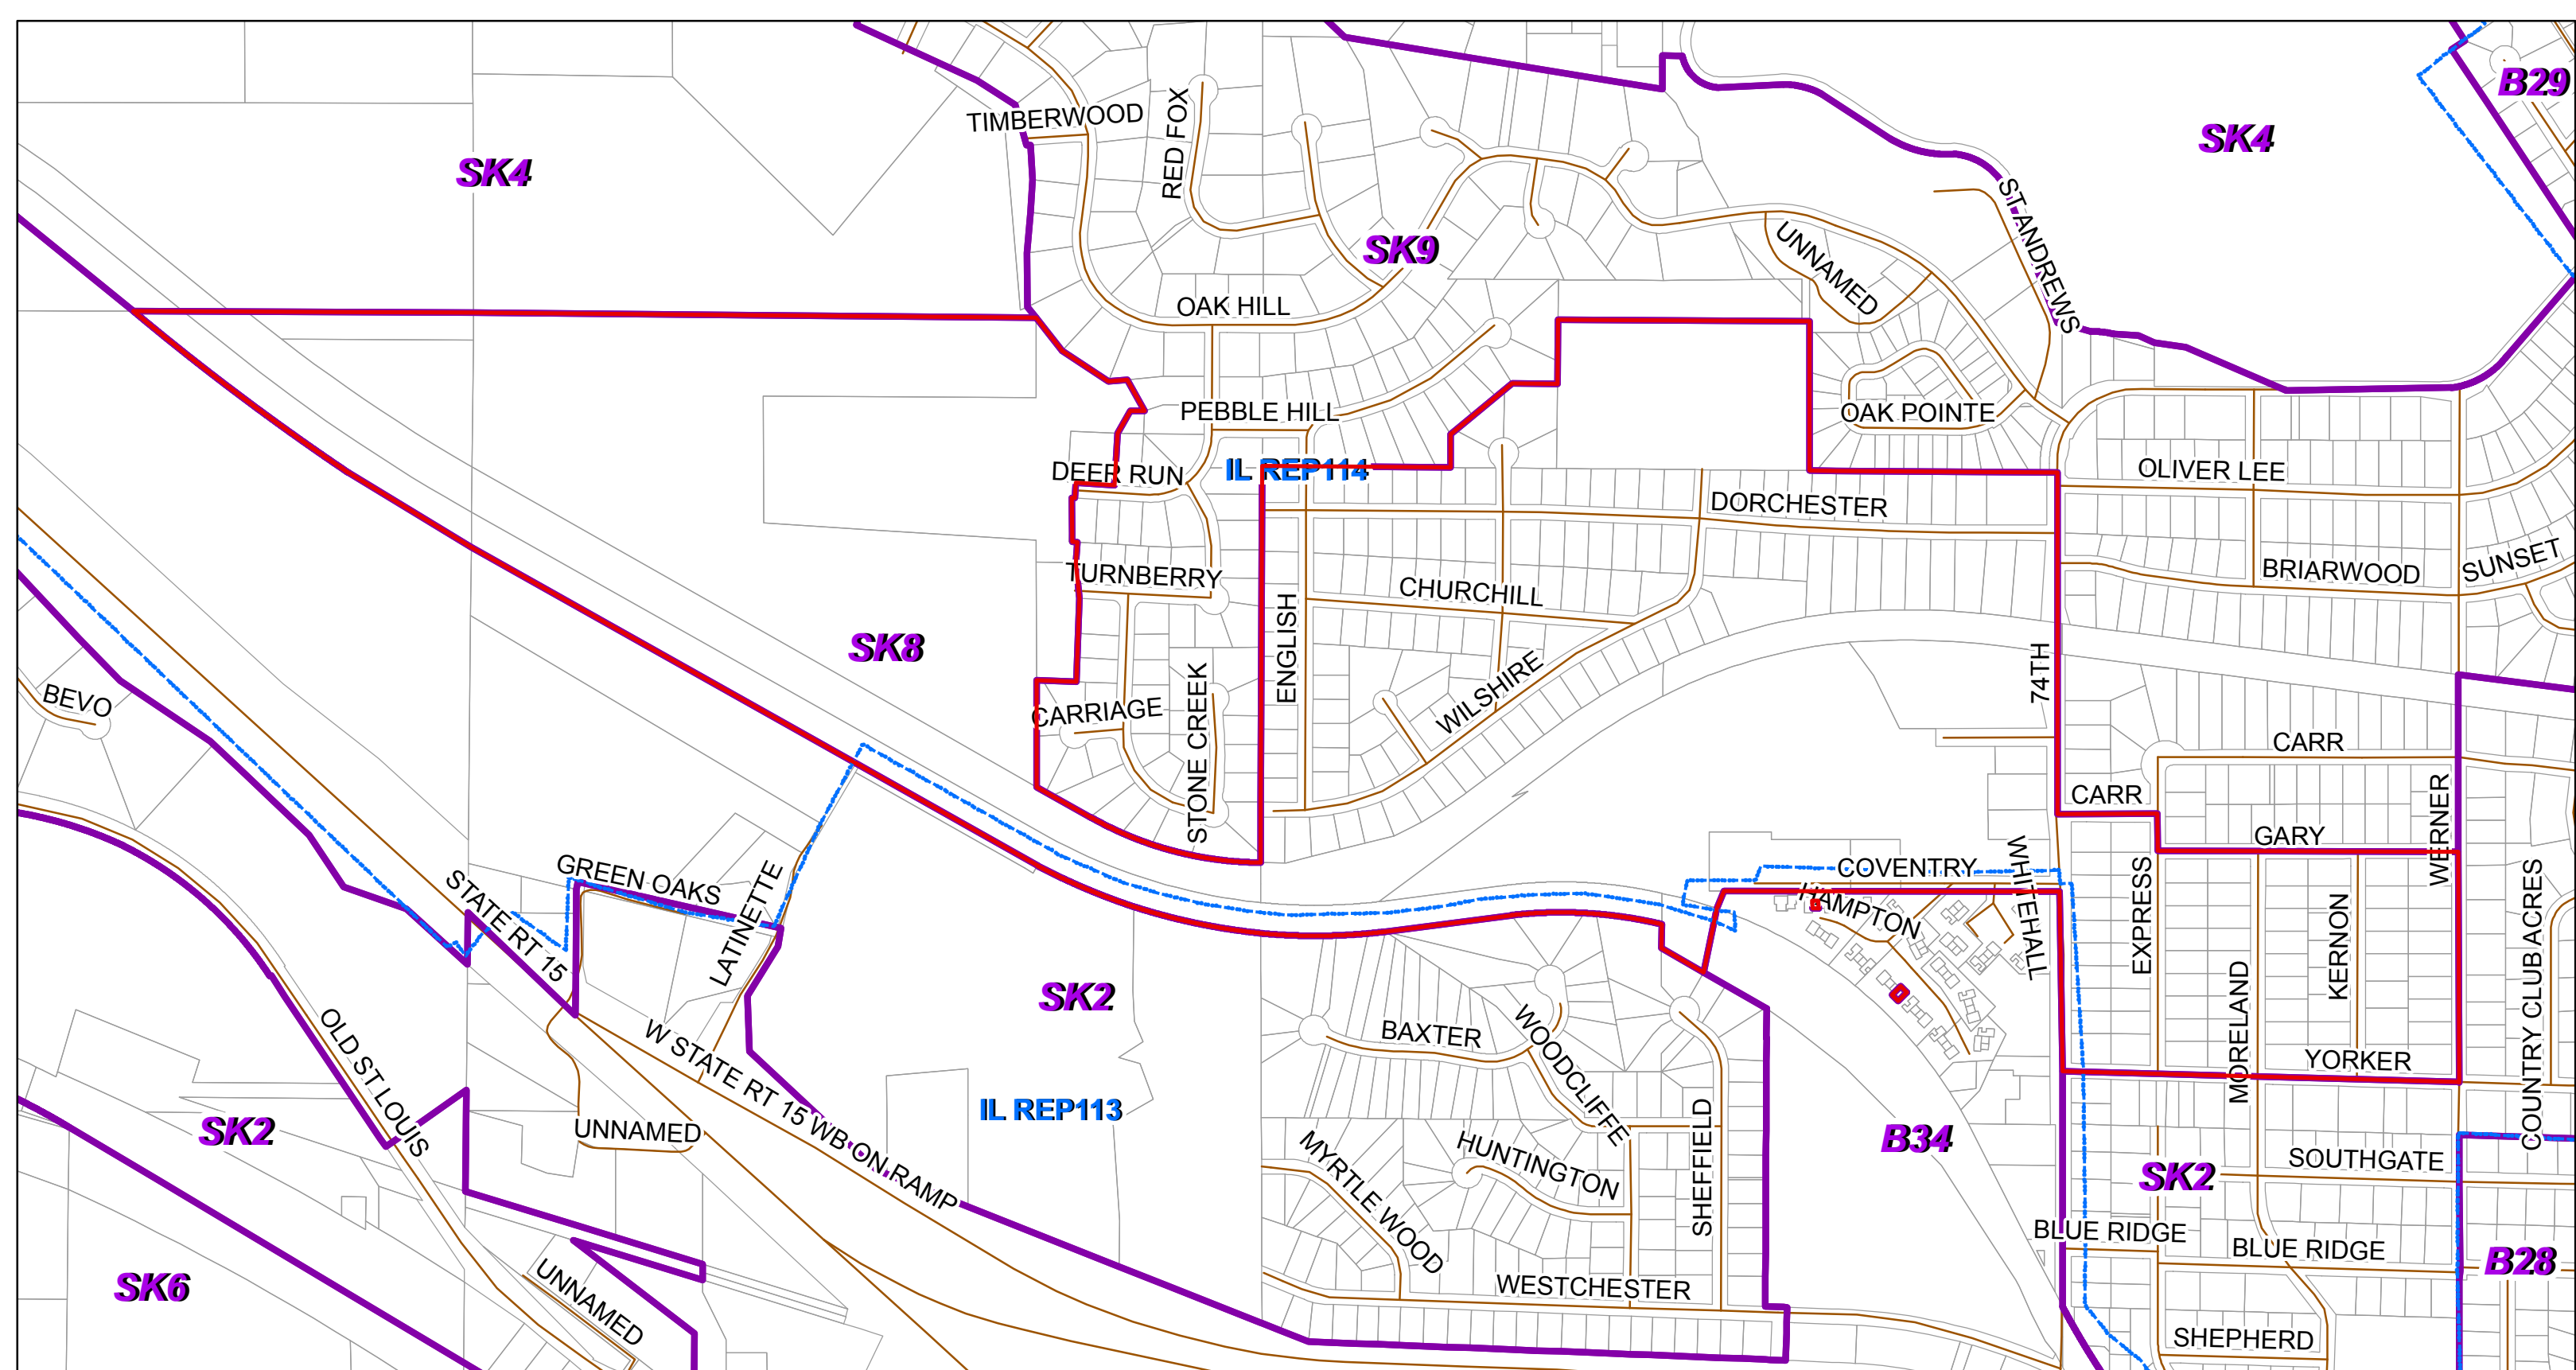 B29
SK4
TIMBERWOOD
RED FOX
SK4
SK9
ST ANDREWS
UNNAMED
OAK HILL
PEBBLE HILL
OAK POINTE
DEER RUN
IL REP114
OLIVER LEE
DORCHESTER
TURNBERRY
CHURCHILL
BRIARWOOD
SUNSET
ENGLISH
SK8
WILSHIRE
74TH
BEVO
CARRIAGE
STONE CREEK
CARR
CARR
WERNER
GARY
GREEN OAKS
LATINETTE
COVENTRY
WHITEHALL
HAMPTON
EXPRESS
KERNON
COUNTRY CLUB ACRES
STATE RT 15
SK2
MORELAND
OLD ST LOUIS
W STATE RT 15 WB ON RAMP
BAXTER
WOODCLIFFE
YORKER
IL REP113
SK2
UNNAMED
B34
MYRTLE WOOD
HUNTINGTON
SHEFFIELD
SOUTHGATE
SK2
BLUE RIDGE
BLUE RIDGE
B28
SK6
UNNAMED
WESTCHESTER
SHEPHERD